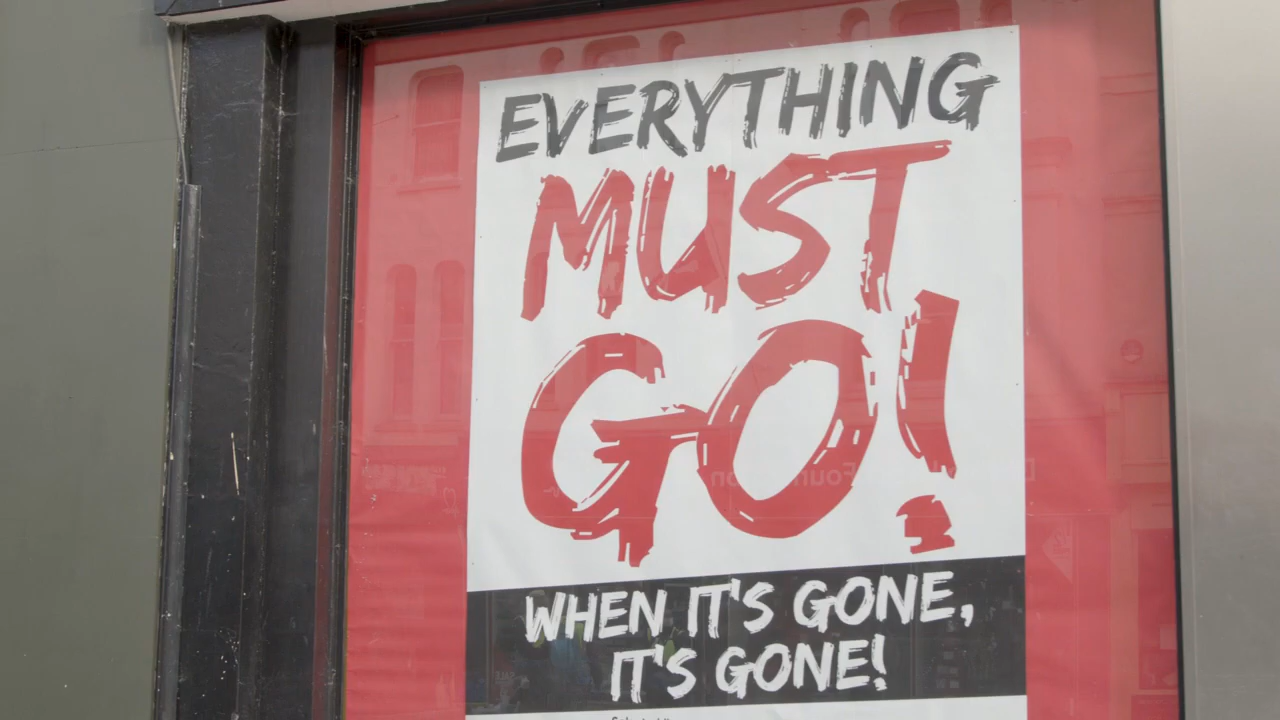 EVERYTHING
MUST
GO!
WHEN IT'S GONE,
IT'S GONE!